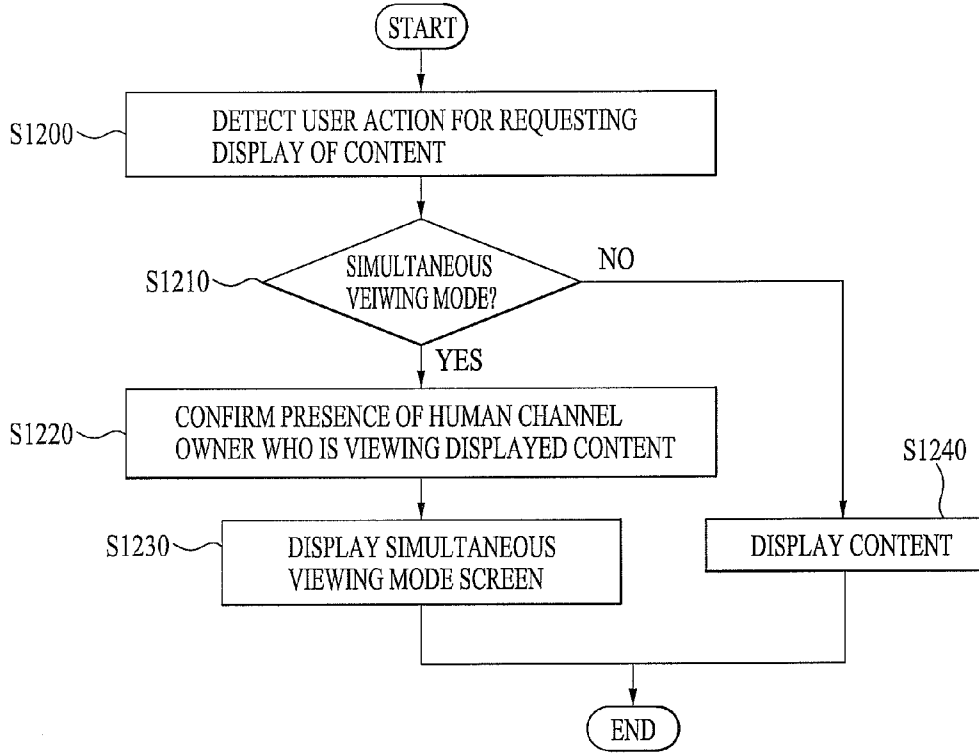 START
S1200
DETECT USER ACTION FOR REQUESTING
DISPLAY OF CONTENT
S1210
SIMULTANEOUS
VEIWING MODE?
NO
YES
S1220
CONFIRM PRESENCE OF HUMAN CHANNEL
OWNER WHO IS VIEWING DISPLAYED CONTENT
S1230
DISPLAY SIMULTANEOUS
VIEWING MODE SCREEN
S1240
DISPLAY CONTENT
END